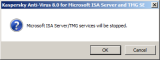 Kaspersky Anti-Virus 8.0 for Microsoft ISA Server and TMG SE
Microsoft ISA Server/TMG services will be stopped.
OK Cancel